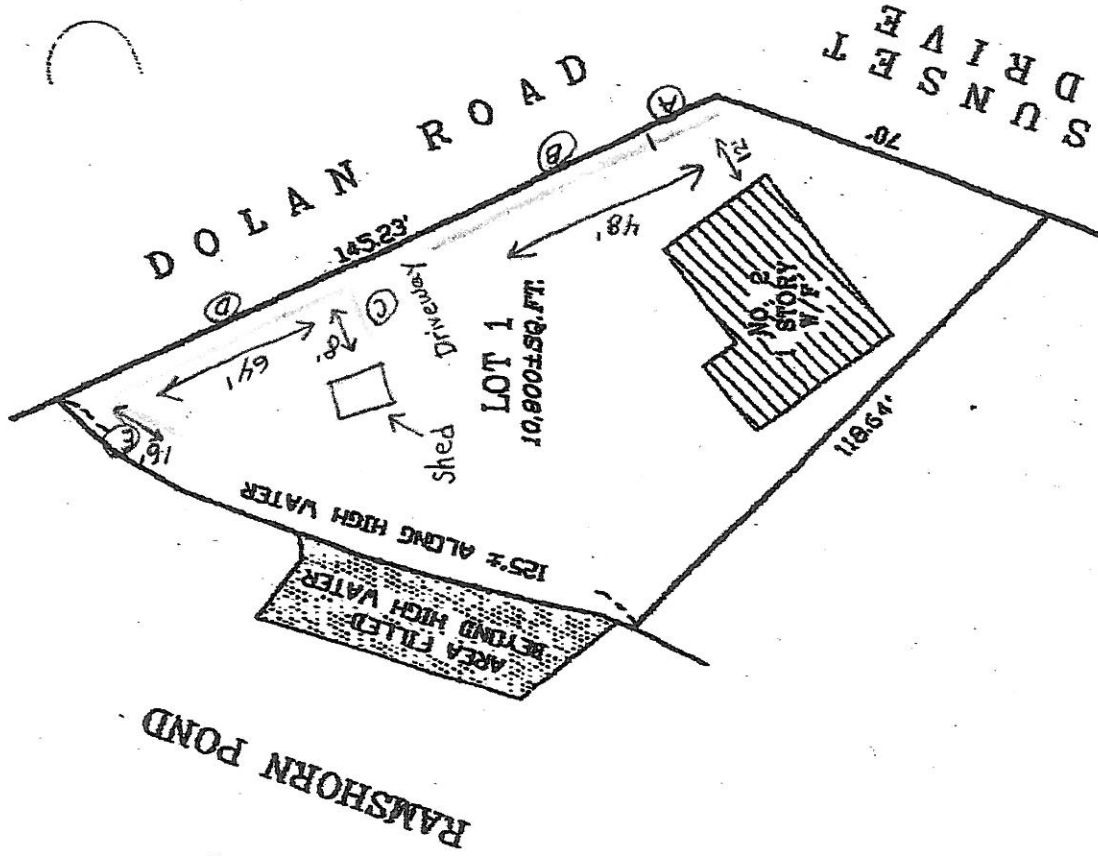 DOLAN ROAD
SUNSET
DRIVE
A
B
C
D
E
145.23'
70'
12'
48'
64'
8'
16'
Driveway
Shed
LOT 1
10,900±SQ.FT.
NO. 2
1 STORY
W/F
118.64'
125'± ALONG HIGH WATER
AREA FILLED
BEYOND HIGH WATER
RAMSHORN POND